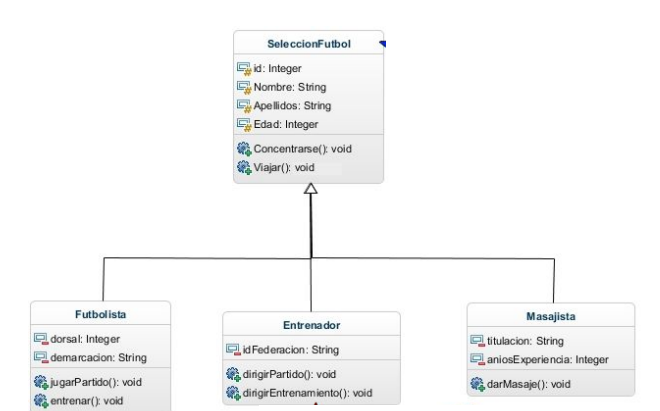 SeleccionFutbol
id: Integer
Nombre: String
Apellidos: String
Edad: Integer
Concentrarse(): void
Viajar(): void
Futbolista
dorsal: Integer
demarcacion: String
jugarPartido(): void
entrenar(): void
Entrenador
idFederacion: String
dirigirPartido(): void
dirigirEntrenamiento(): void
Masajista
titulacion: String
aniosExperiencia: Integer
darMasaje(): void